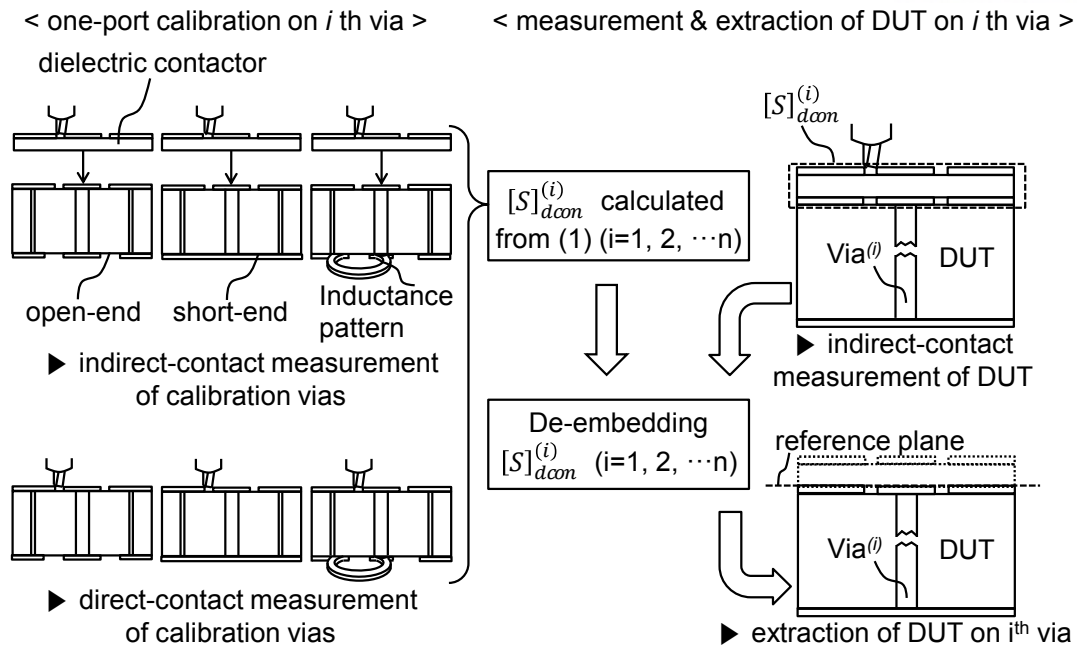 < one-port calibration on i th via >
dielectric contactor
open-end
short-end
Inductance
pattern
▶ indirect-contact measurement
of calibration vias
▶ direct-contact measurement
of calibration vias
[S]_{dcon}^{(i)} calculated
from (1) (i=1, 2, ⋯n)
De-embedding
[S]_{dcon}^{(i)} (i=1, 2, ⋯n)
< measurement & extraction of DUT on i th via >
[S]_{dcon}^{(i)}
Via^{(i)}
DUT
▶ indirect-contact
measurement of DUT
reference plane
Via^{(i)}
DUT
▶ extraction of DUT on i^{th} via